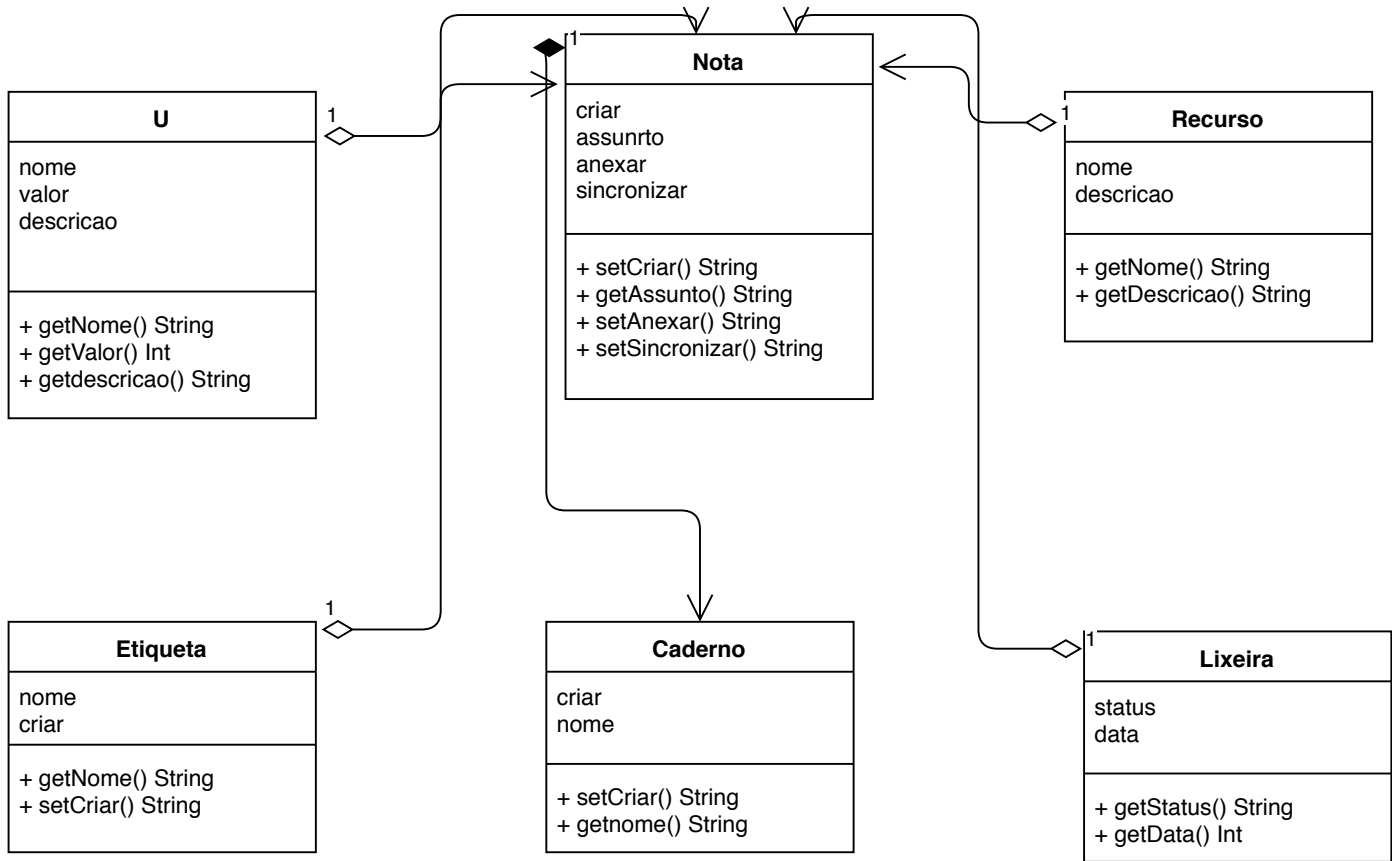 1
Nota
criar
assunrto
anexar
sincronizar
+ setCriar() String
+ getAssunto() String
+ setAnexar() String
+ setSincronizar() String
1
U
nome
valor
descricao
+ getNome() String
+ getValor() Int
+ getdescricao() String
1
Recurso
nome
descricao
+ getNome() String
+ getDescricao() String
1
Etiqueta
nome
criar
+ getNome() String
+ setCriar() String
Caderno
criar
nome
+ setCriar() String
+ getnome() String
1
Lixeira
status
data
+ getStatus() String
+ getData() Int